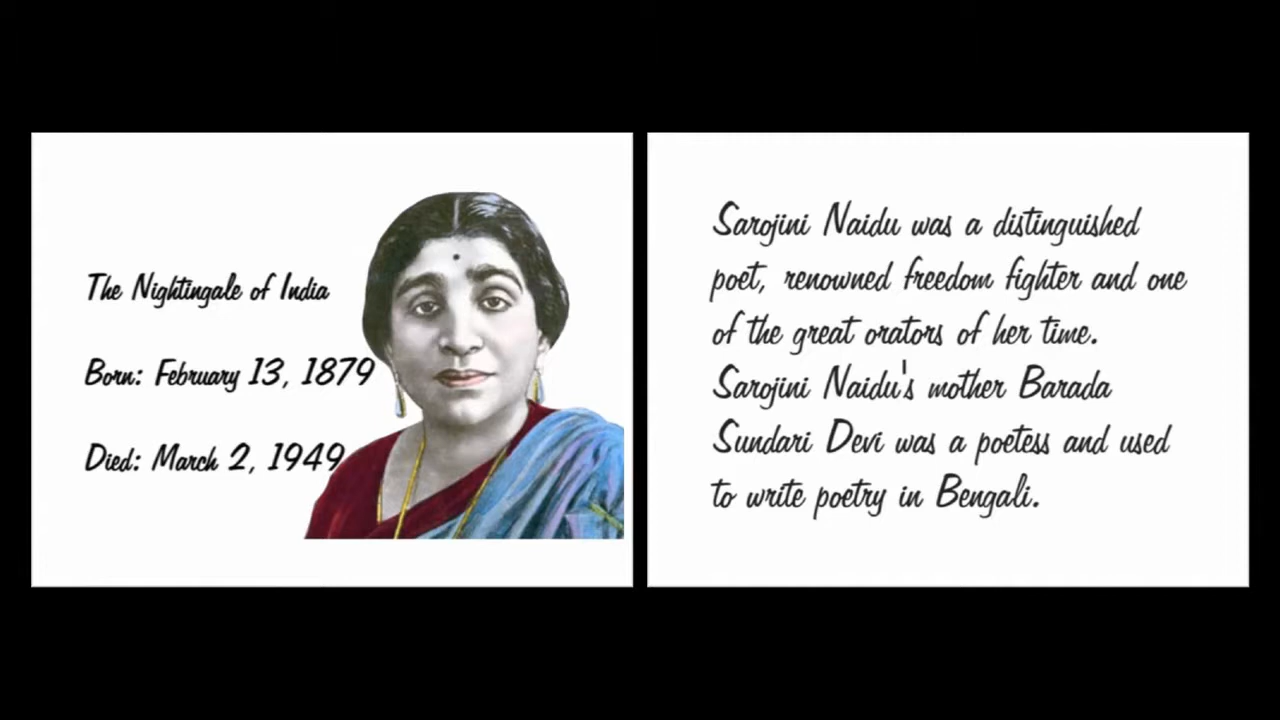 The Nightingale of India
Born: February 13, 1879
Died: March 2, 1949
Sarojini Naidu was a distinguished
poet, renowned freedom fighter and one
of the great orators of her time.
Sarojini Naidu's mother Barada
Sundari Devi was a poetess and used
to write poetry in Bengali.